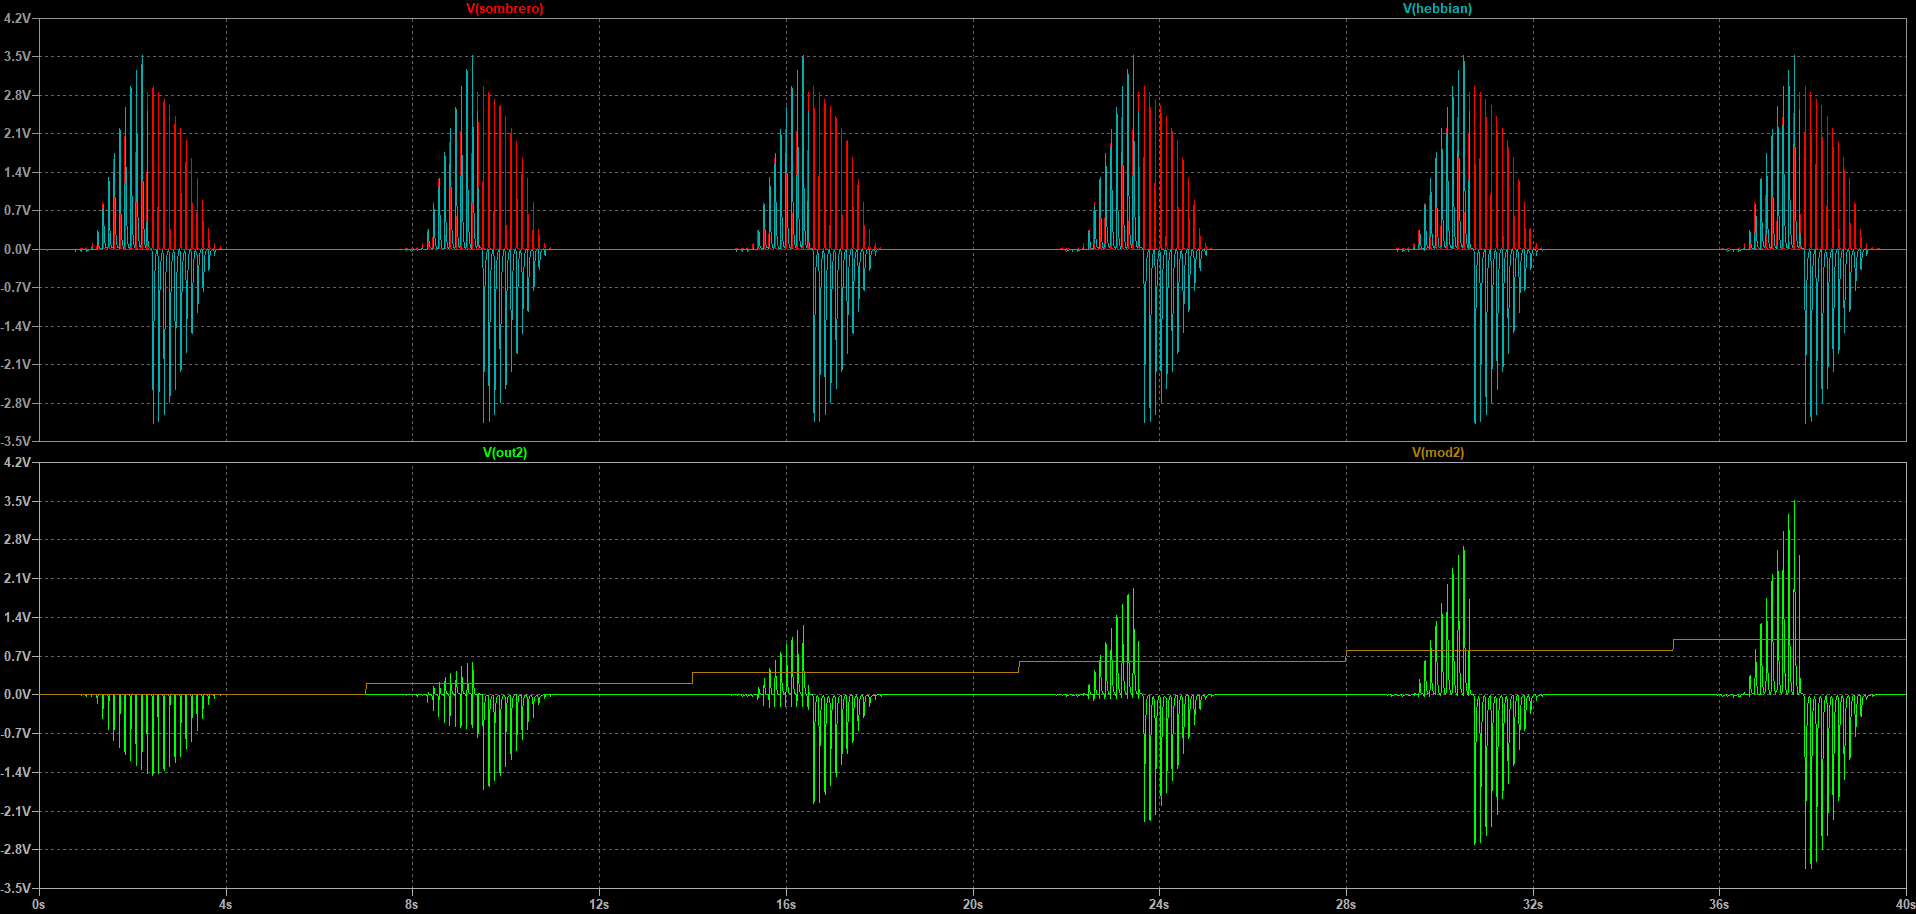 V(sombrero) V(hebbian)
4.2V
3.5V
2.8V
2.1V
1.4V
0.7V
0.0V
-0.7V
-1.4V
-2.1V
-2.8V
-3.5V
V(out2) V(mod2)
4.2V
3.5V
2.8V
2.1V
1.4V
0.7V
0.0V
-0.7V
-1.4V
-2.1V
-2.8V
-3.5V
0s 4s 8s 12s 16s 20s 24s 28s 32s 36s 40s